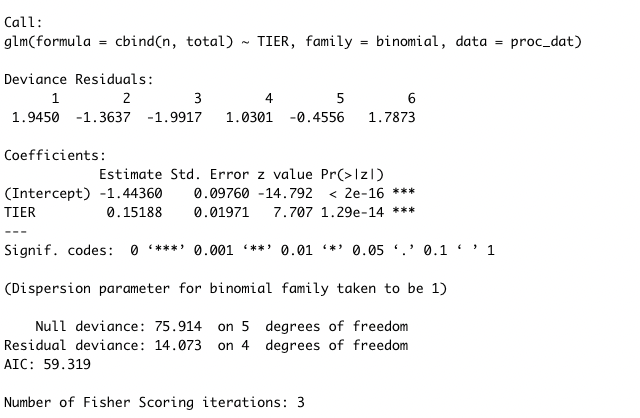 Call:
glm(formula = cbind(n, total) ~ TIER, family = binomial, data = proc_dat)
Deviance Residuals:
1 2 3 4 5 6
1.9450 -1.3637 -1.9917 1.0301 -0.4556 1.7873
Coefficients:
Estimate Std. Error z value Pr(>|z|)
(Intercept) -1.44360 0.09760 -14.792 < 2e-16 ***
TIER 0.15188 0.01971 7.707 1.29e-14 ***
---
Signif. codes: 0 ‘***’ 0.001 ‘**’ 0.01 ‘*’ 0.05 ‘.’ 0.1 ‘ ’ 1
(Dispersion parameter for binomial family taken to be 1)
Null deviance: 75.914 on 5 degrees of freedom
Residual deviance: 14.073 on 4 degrees of freedom
AIC: 59.319
Number of Fisher Scoring iterations: 3